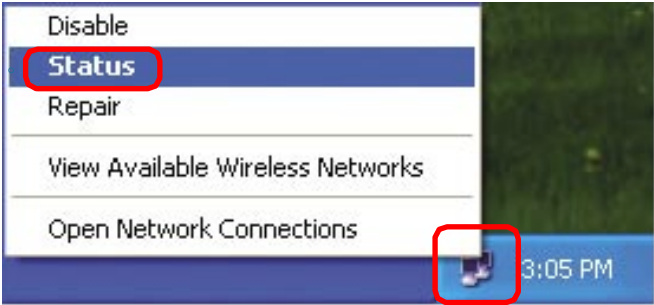 Disable
Status
Repair
View Available Wireless Networks
Open Network Connections
3:05 PM